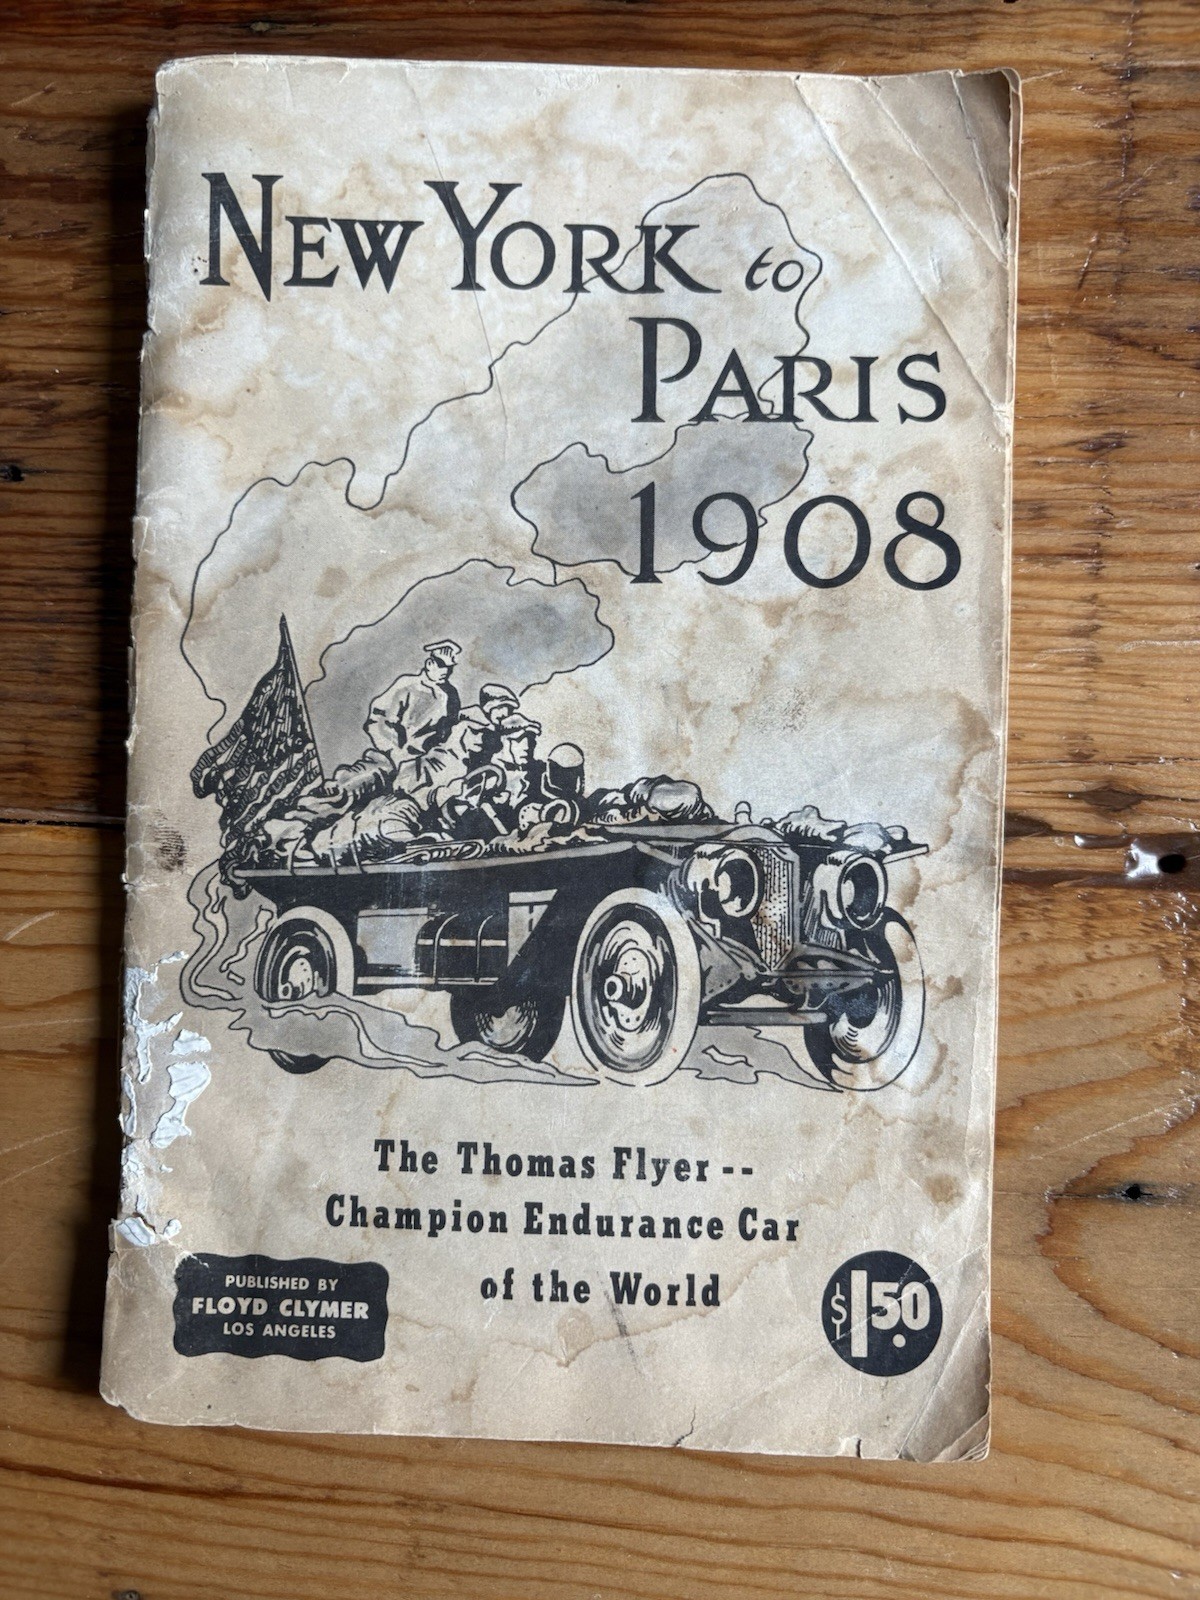 NEW YORK to
PARIS
1908
The Thomas Flyer --
Champion Endurance Car
of the World
PUBLISHED BY
FLOYD CLYMER
LOS ANGELES
$1.50